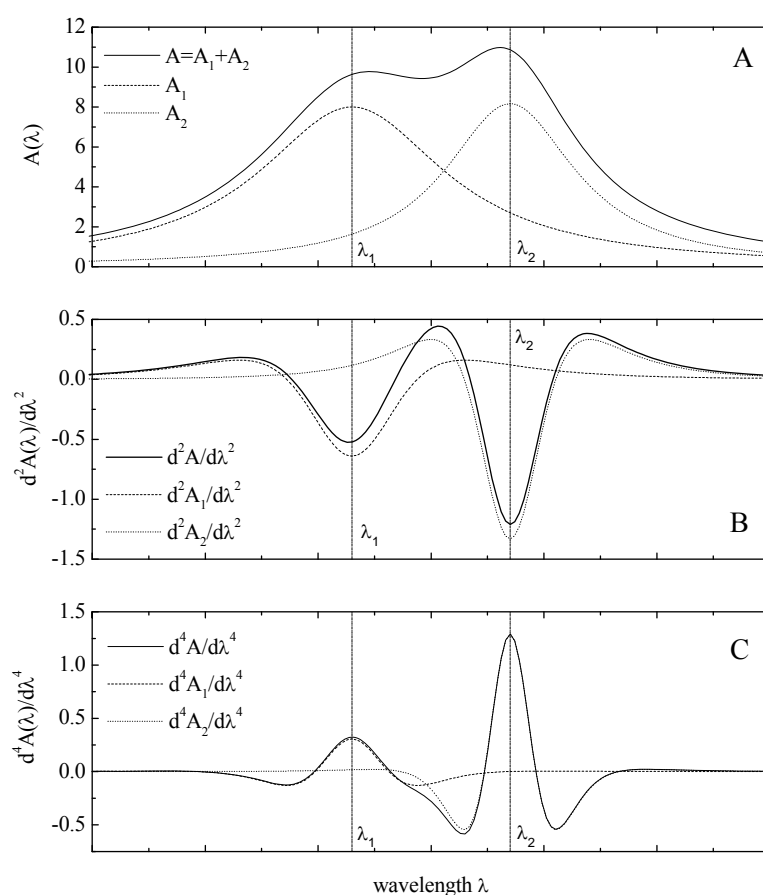 12
10
8
6
4
2
0
A(λ)
A=A₁+A₂
A₁
A₂
A
λ₁
λ₂
0.5
0.0
-0.5
-1.0
-1.5
d²A(λ)/dλ²
λ₂
d²A/dλ²
d²A₁/dλ²
d²A₂/dλ²
λ₁
B
1.5
1.0
0.5
0.0
-0.5
d⁴A(λ)/dλ⁴
d⁴A/dλ⁴
d⁴A₁/dλ⁴
d⁴A₂/dλ⁴
C
λ₁
λ₂
wavelength λ